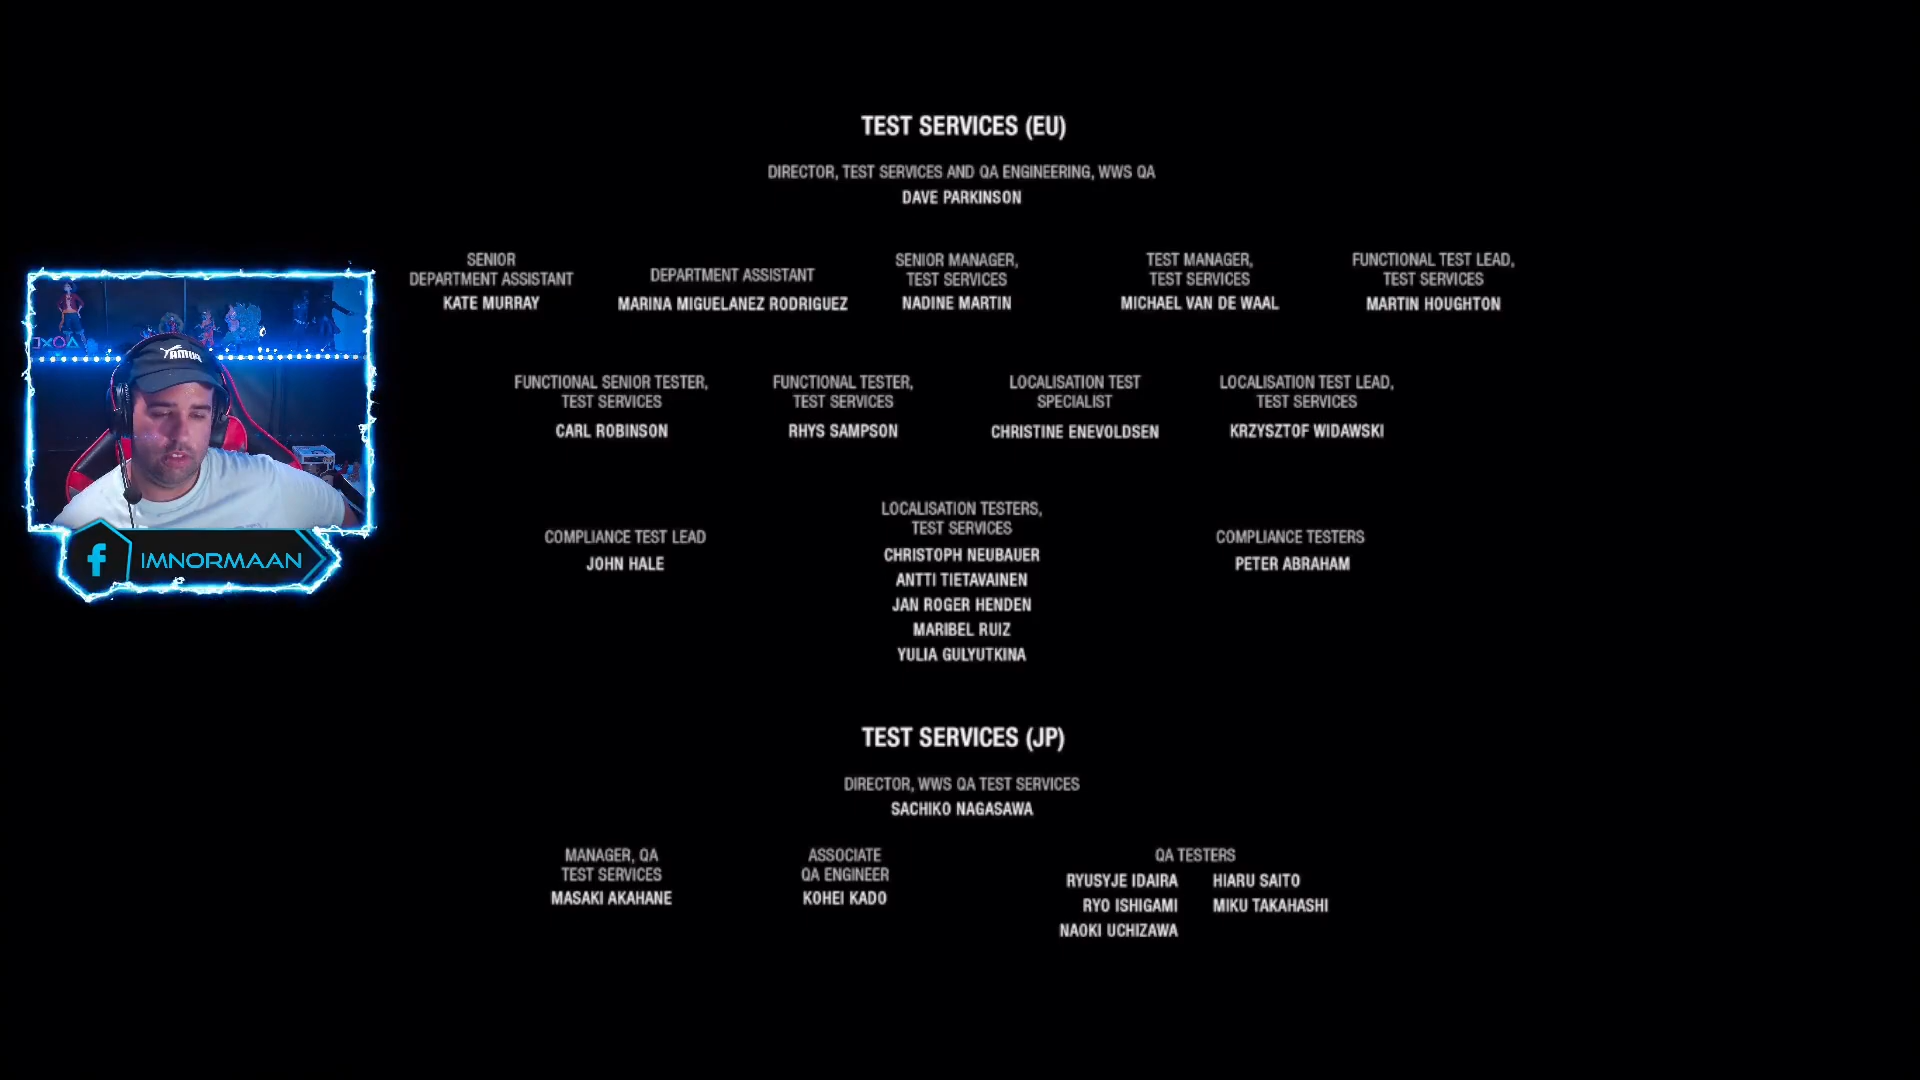 TEST SERVICES (EU)
DIRECTOR, TEST SERVICES AND QA ENGINEERING, WWS QA
DAVE PARKINSON
SENIOR
DEPARTMENT ASSISTANT
KATE MURRAY
DEPARTMENT ASSISTANT
MARINA MIGUELANEZ RODRIGUEZ
SENIOR MANAGER,
TEST SERVICES
NADINE MARTIN
TEST MANAGER,
TEST SERVICES
MICHAEL VAN DE WAAL
FUNCTIONAL TEST LEAD,
TEST SERVICES
MARTIN HOUGHTON
FUNCTIONAL SENIOR TESTER,
TEST SERVICES
CARL ROBINSON
FUNCTIONAL TESTER,
TEST SERVICES
RHYS SAMPSON
LOCALISATION TEST
SPECIALIST
CHRISTINE ENEVOLDSEN
LOCALISATION TEST LEAD,
TEST SERVICES
KRZYSZTOF WIDAWSKI
COMPLIANCE TEST LEAD
JOHN HALE
LOCALISATION TESTERS,
TEST SERVICES
CHRISTOPH NEUBAUER
ANTTI TIETAVAINEN
JAN ROGER HENDEN
MARIBEL RUIZ
YULIA GULYUTKINA
COMPLIANCE TESTERS
PETER ABRAHAM
IMNORMAAN
TEST SERVICES (JP)
DIRECTOR, WWS QA TEST SERVICES
SACHIKO NAGASAWA
MANAGER, QA
TEST SERVICES
MASAKI AKAHANE
ASSOCIATE
QA ENGINEER
KOHEI KADO
QA TESTERS
RYUSYJE IDAIRA HIARU SAITO
RYO ISHIGAMI MIKU TAKAHASHI
NAOKI UCHIZAWA